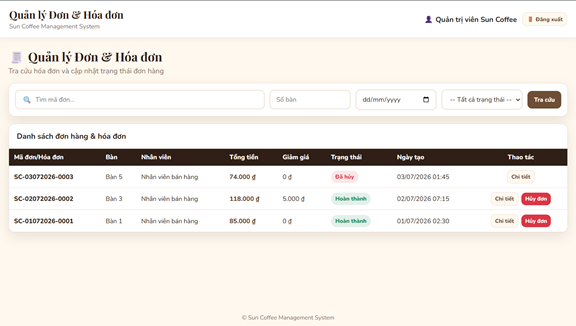 Quản lý Đơn & Hóa đơn
Sun Coffee Management System
Quản trị viên Sun Coffee
Đăng xuất
Quản lý Đơn & Hóa đơn
Tra cứu hóa đơn và cập nhật trạng thái đơn hàng
Tìm mã đơn... Số bàn dd/mm/yyyy -- Tất cả trạng thái -- Tra cứu
Danh sách đơn hàng & hóa đơn
Mã đơn/Hóa đơn Bàn Nhân viên Tổng tiền Giảm giá Trạng thái Ngày tạo Thao tác
SC-03072026-0003 Bàn 5 Nhân viên bán hàng 74.000 ₫ 0 ₫ Đã hủy 03/07/2026 01:45 Chi tiết
SC-02072026-0002 Bàn 3 Nhân viên bán hàng 118.000 ₫ 5.000 ₫ Hoàn thành 02/07/2026 07:15 Chi tiết Hủy đơn
SC-01072026-0001 Bàn 1 Nhân viên bán hàng 85.000 ₫ 0 ₫ Hoàn thành 01/07/2026 02:30 Chi tiết Hủy đơn
© Sun Coffee Management System